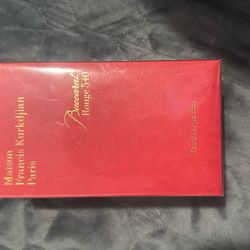 Maison
Francis Kurkdjian
Paris
Baccarat
Rouge 540